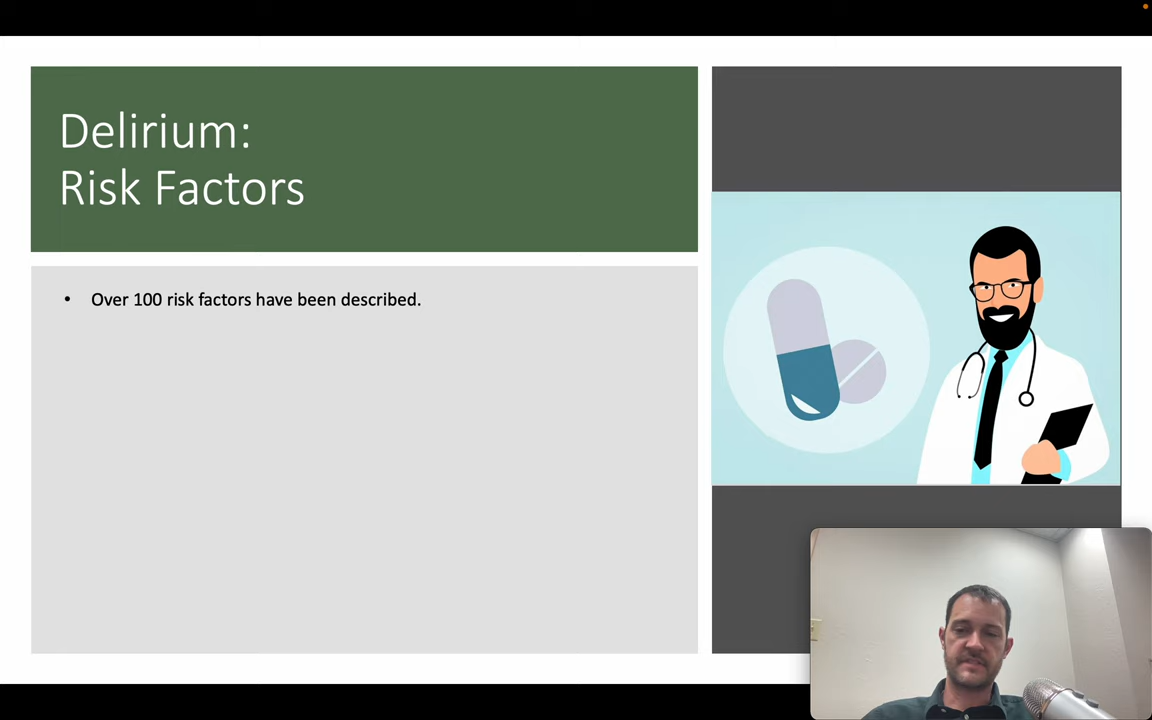 Delirium:
Risk Factors
• Over 100 risk factors have been described.